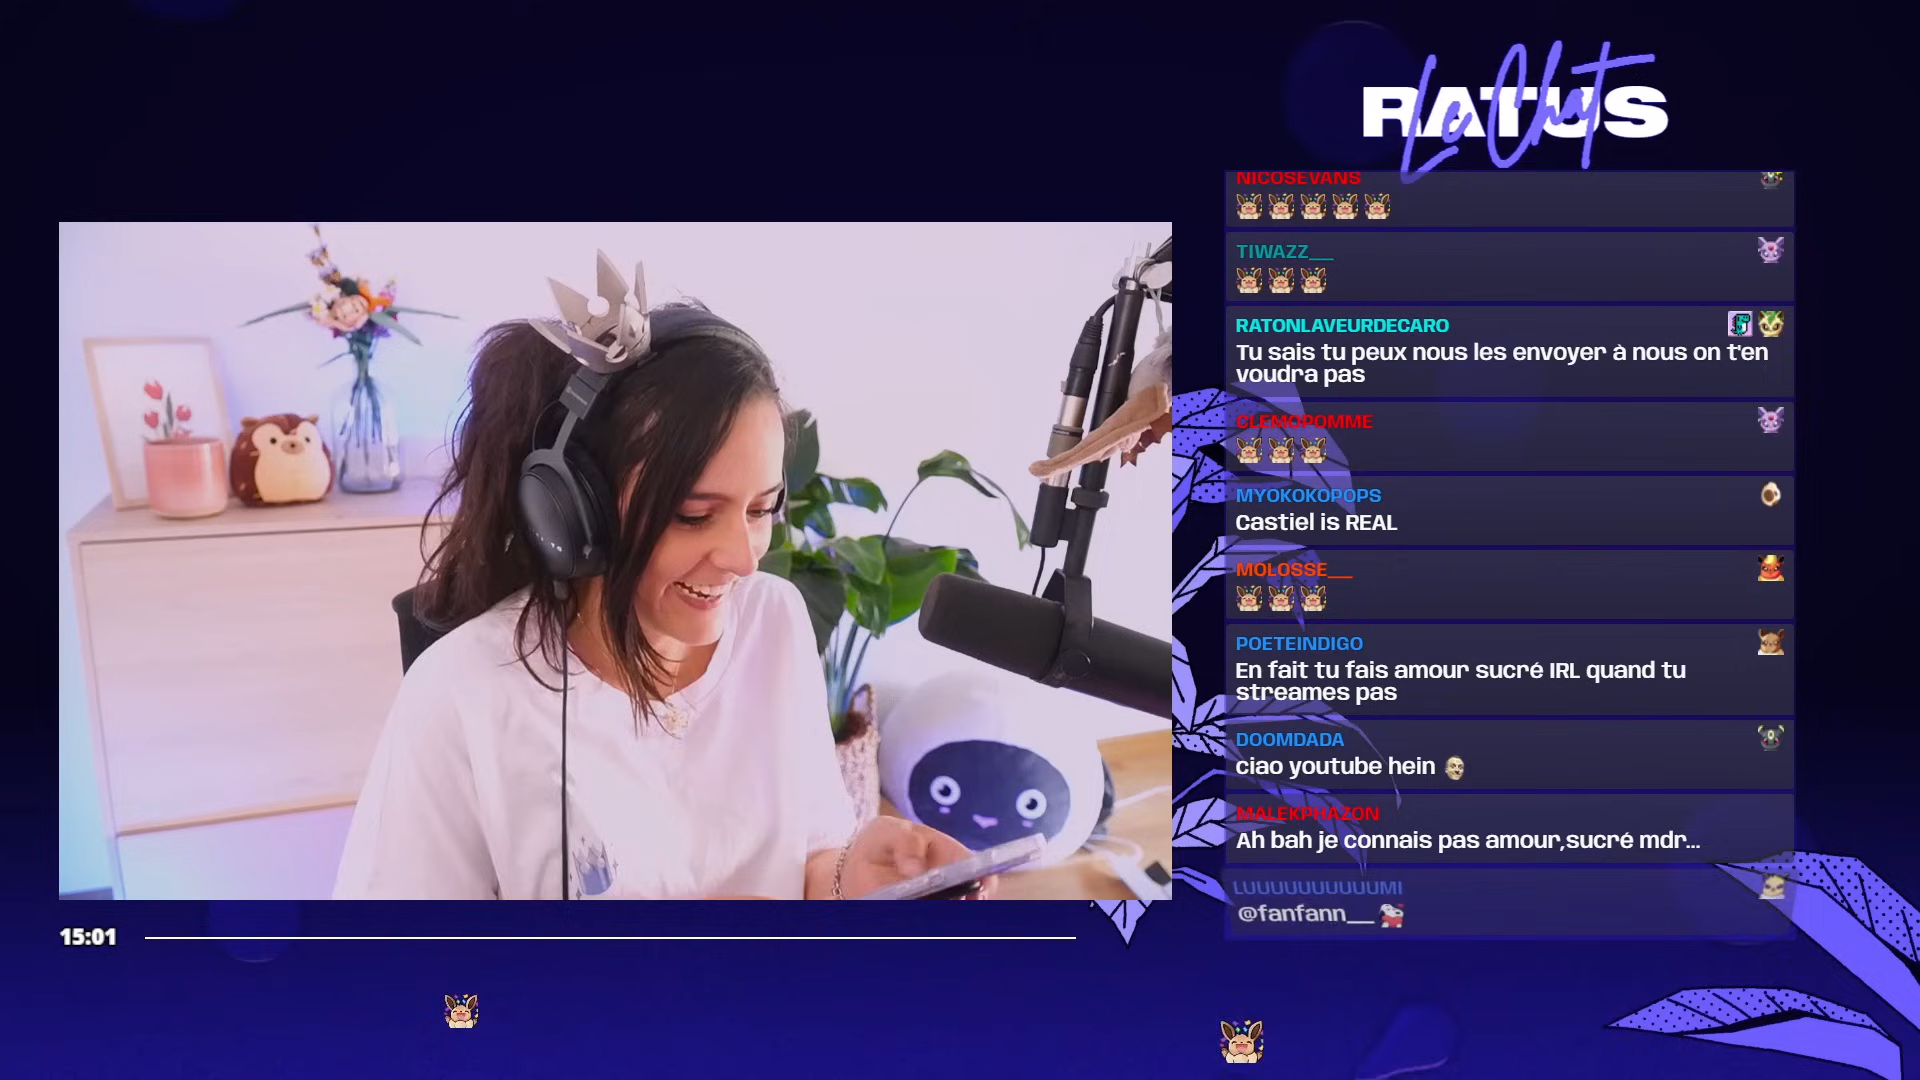 RATUS
Le Chat
NICOSEVANS
TIWAZZ__
RATONLAVEURDECARO
Tu sais tu peux nous les envoyer à nous on t'en
voudra pas
CLEMOPOMME
MYOKOKOPOPS
Castiel is REAL
MOLOSSE__
POETEINDIGO
En fait tu fais amour sucré IRL quand tu
streames pas
DOOMDADA
ciao youtube hein
MALEKPHAZON
Ah bah je connais pas amour,sucré mdr...
LUUUUUUUUUUMI
@fanfann__
15:01